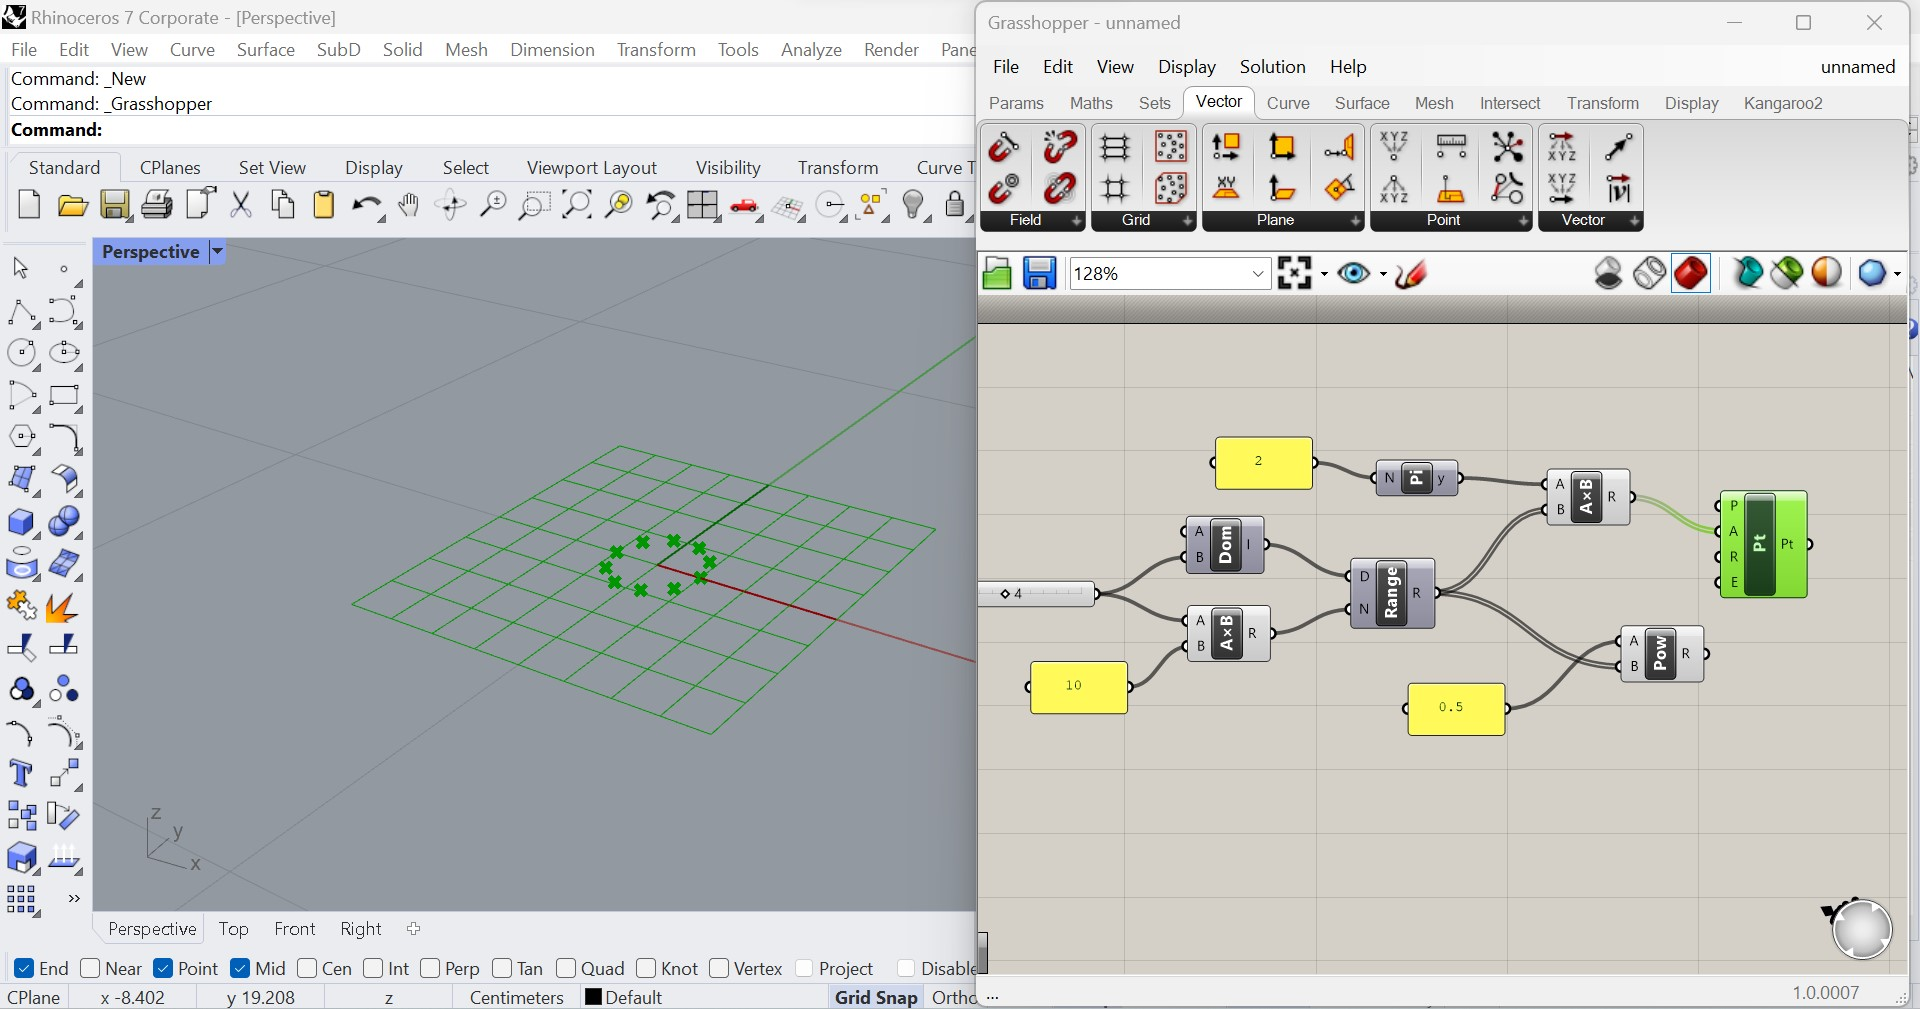 Rhinoceros 7 Corporate - [Perspective]
File Edit View Curve Surface SubD Solid Mesh Dimension Transform Tools Analyze Render
Command: _New
Command: _Grasshopper
Command:
Standard CPlanes Set View Display Select Viewport Layout Visibility Transform
Perspective
z
y
x
Perspective Top Front Right
End Near Point Mid Cen Int Perp Tan Quad Knot Vertex Project
CPlane x -8.402 y 19.208 z Centimeters Default Grid Snap Ortho
Grasshopper - unnamed
File Edit View Display Solution Help unnamed
Params Maths Sets Vector Curve Surface Mesh Intersect Transform Display Kangaroo2
XY XYZ XYZ XYZ XYZ |V|
Field Grid Plane Point Vector
128%
2
N Pi y
A B A×B R
P A R E Pt Pt
A B Dom I
D N Range R
4
A B A×B R
A B Pow R
10
0.5
... 1.0.0007